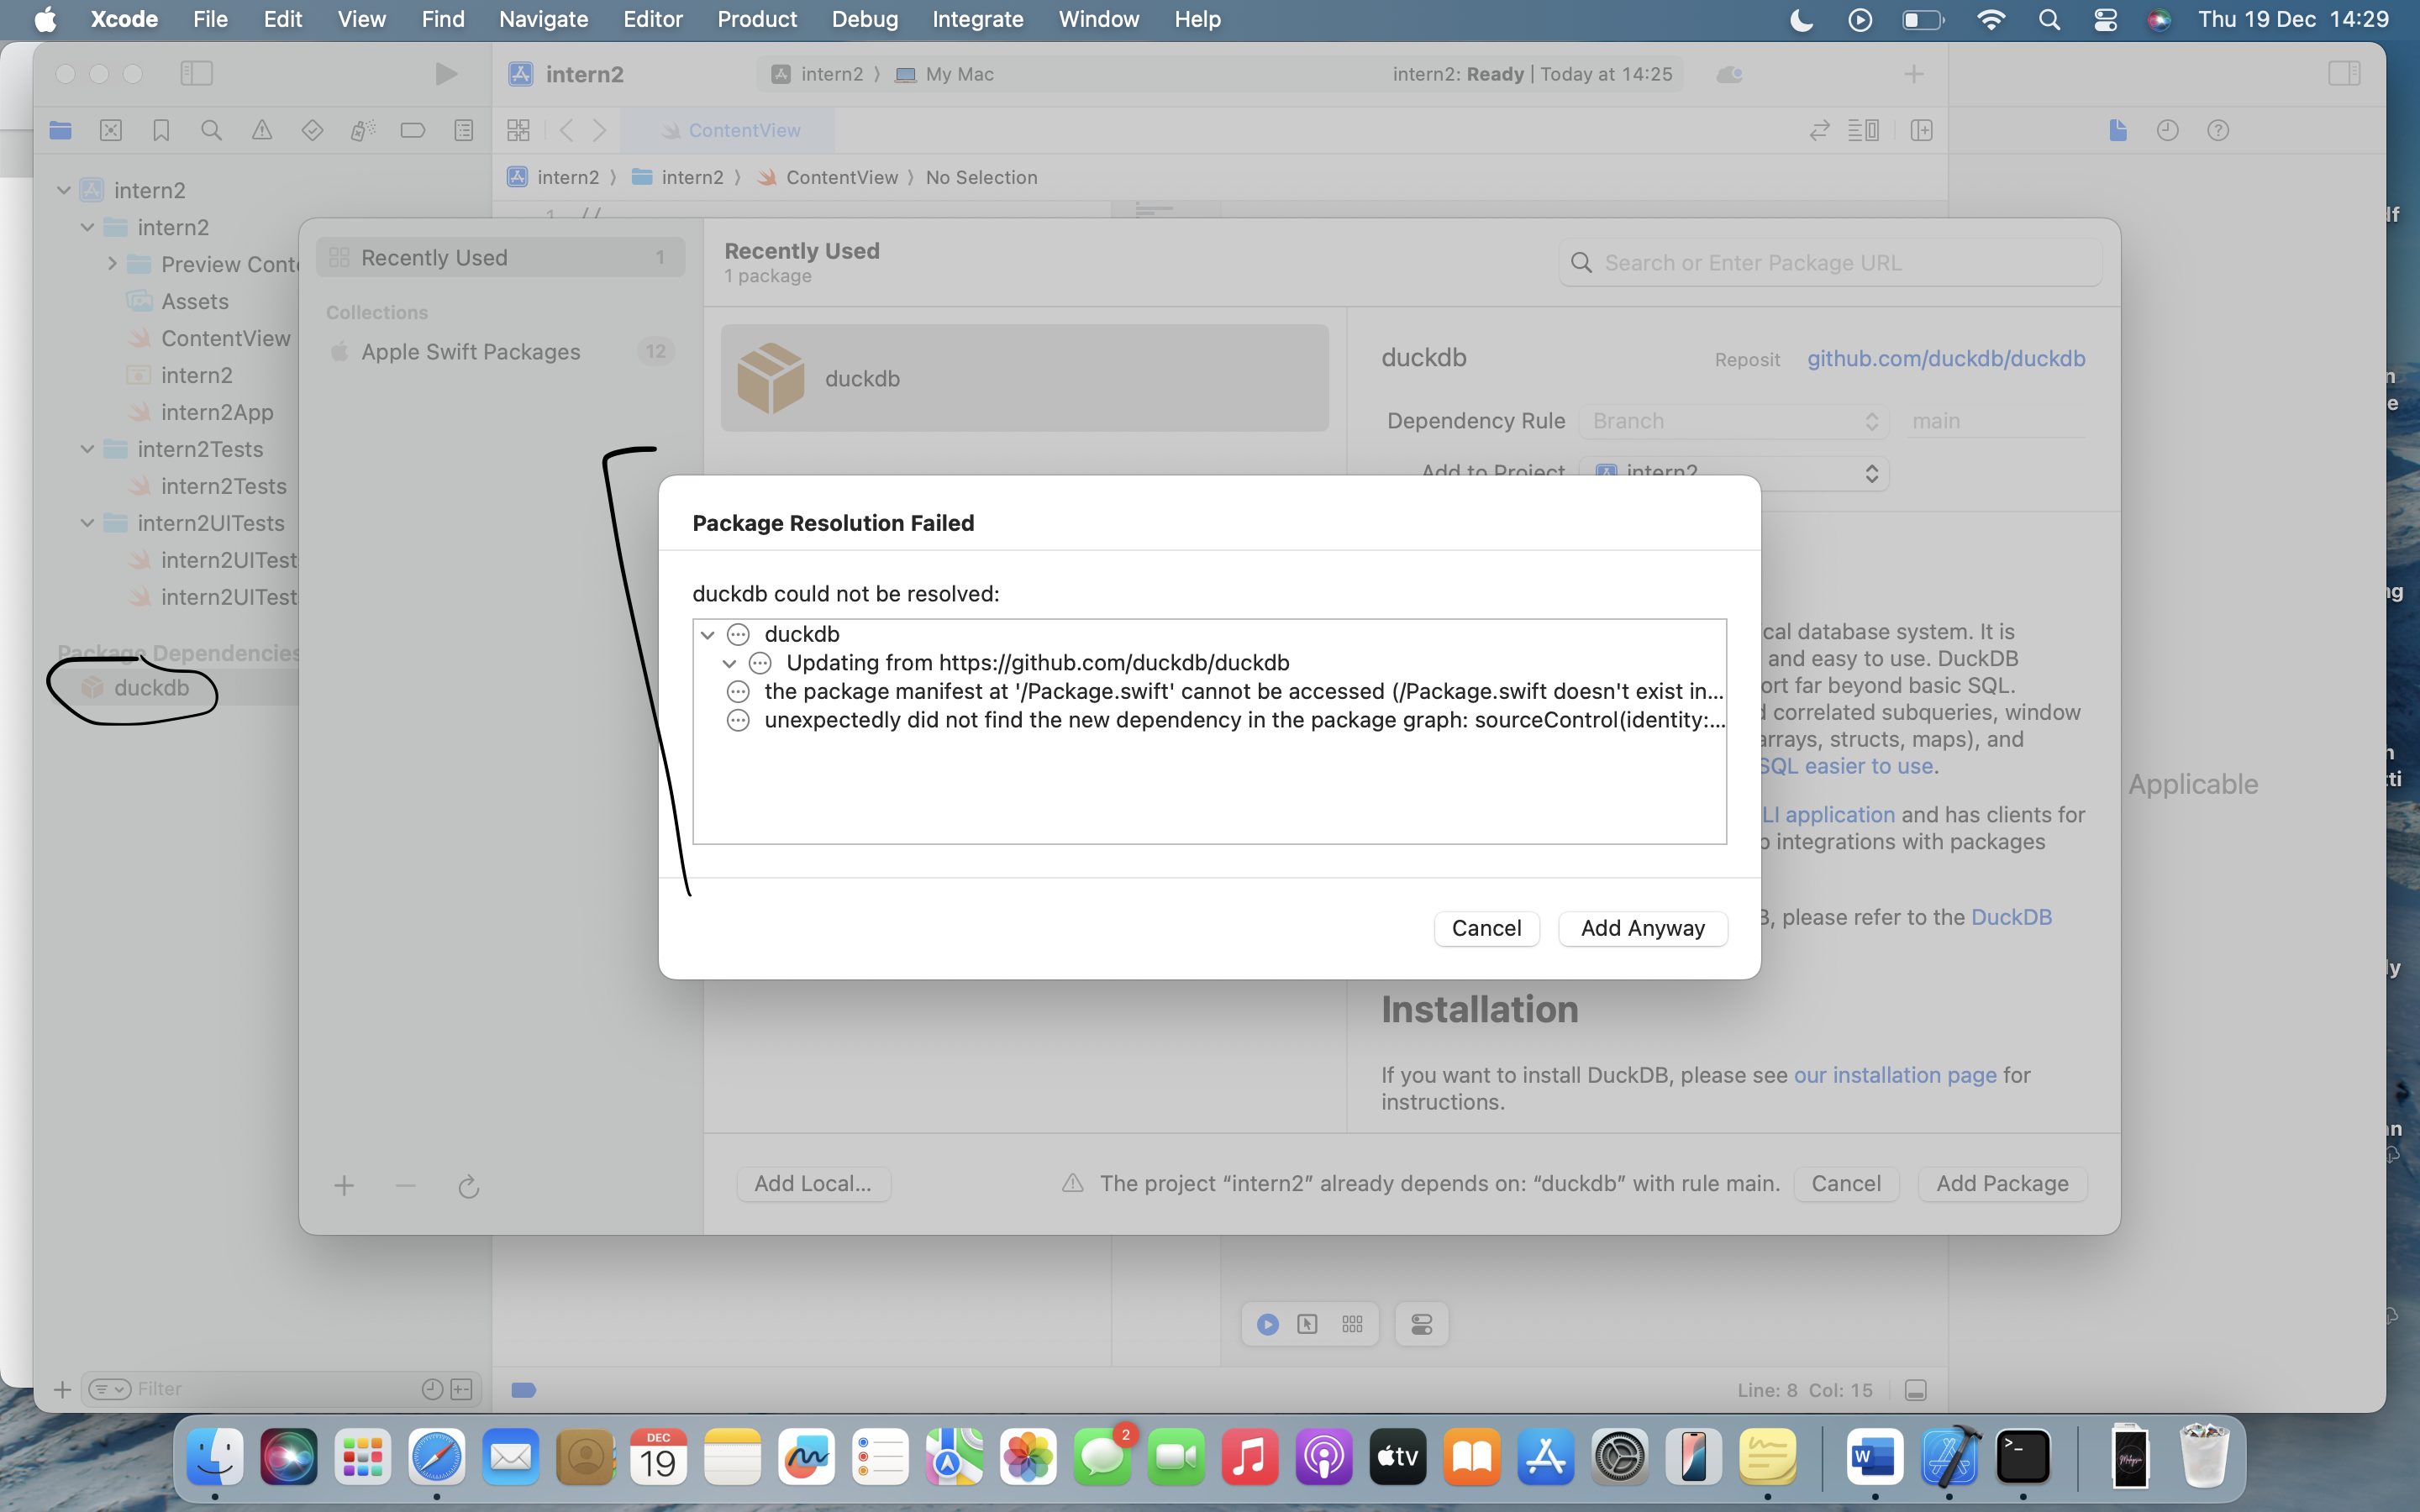 Xcode File Edit View Find Navigate Editor Product Debug Integrate Window Help Thu 19 Dec 14:29
intern2 intern2 My Mac intern2: Ready | Today at 14:25
ContentView
intern2 intern2 ContentView No Selection
1 //
intern2
intern2
Preview Conte
Assets
ContentView
intern2
intern2App
intern2Tests
intern2Tests
intern2UITests
intern2UITest
intern2UITest
Package Dependencies
duckdb
Filter
Recently Used 1
Collections
Apple Swift Packages 12
Recently Used
1 package
Search or Enter Package URL
duckdb
duckdb Reposit github.com/duckdb/duckdb
Dependency Rule Branch main
Add to Project intern2
Package Resolution Failed
duckdb could not be resolved:
duckdb
Updating from https://github.com/duckdb/duckdb
the package manifest at '/Package.swift' cannot be accessed (/Package.swift doesn't exist in...
unexpectedly did not find the new dependency in the package graph: sourceControl(identity:...
Cancel Add Anyway
cal database system. It is
and easy to use. DuckDB
ort far beyond basic SQL.
correlated subqueries, window
arrays, structs, maps), and
SQL easier to use.
LI application and has clients for
integrations with packages
B, please refer to the DuckDB
Installation
If you want to install DuckDB, please see our installation page for
instructions.
Add Local... The project “intern2” already depends on: “duckdb” with rule main. Cancel Add Package
Applicable
Line: 8 Col: 15
df
n
e
ng
n
tti
ly
an
DEC
19
2
tv
W